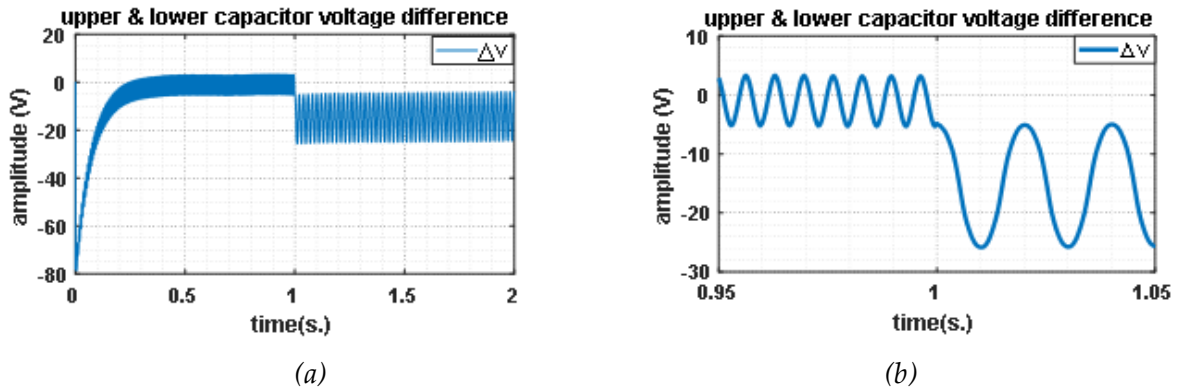 upper & lower capacitor voltage difference
20
0
-20
-40
-60
-80
amplitude (V)
ΔV
0 0.5 1 1.5 2
time(s.)
(a)
upper & lower capacitor voltage difference
10
0
-10
-20
-30
amplitude (V)
ΔV
0.95 1 1.05
time(s.)
(b)